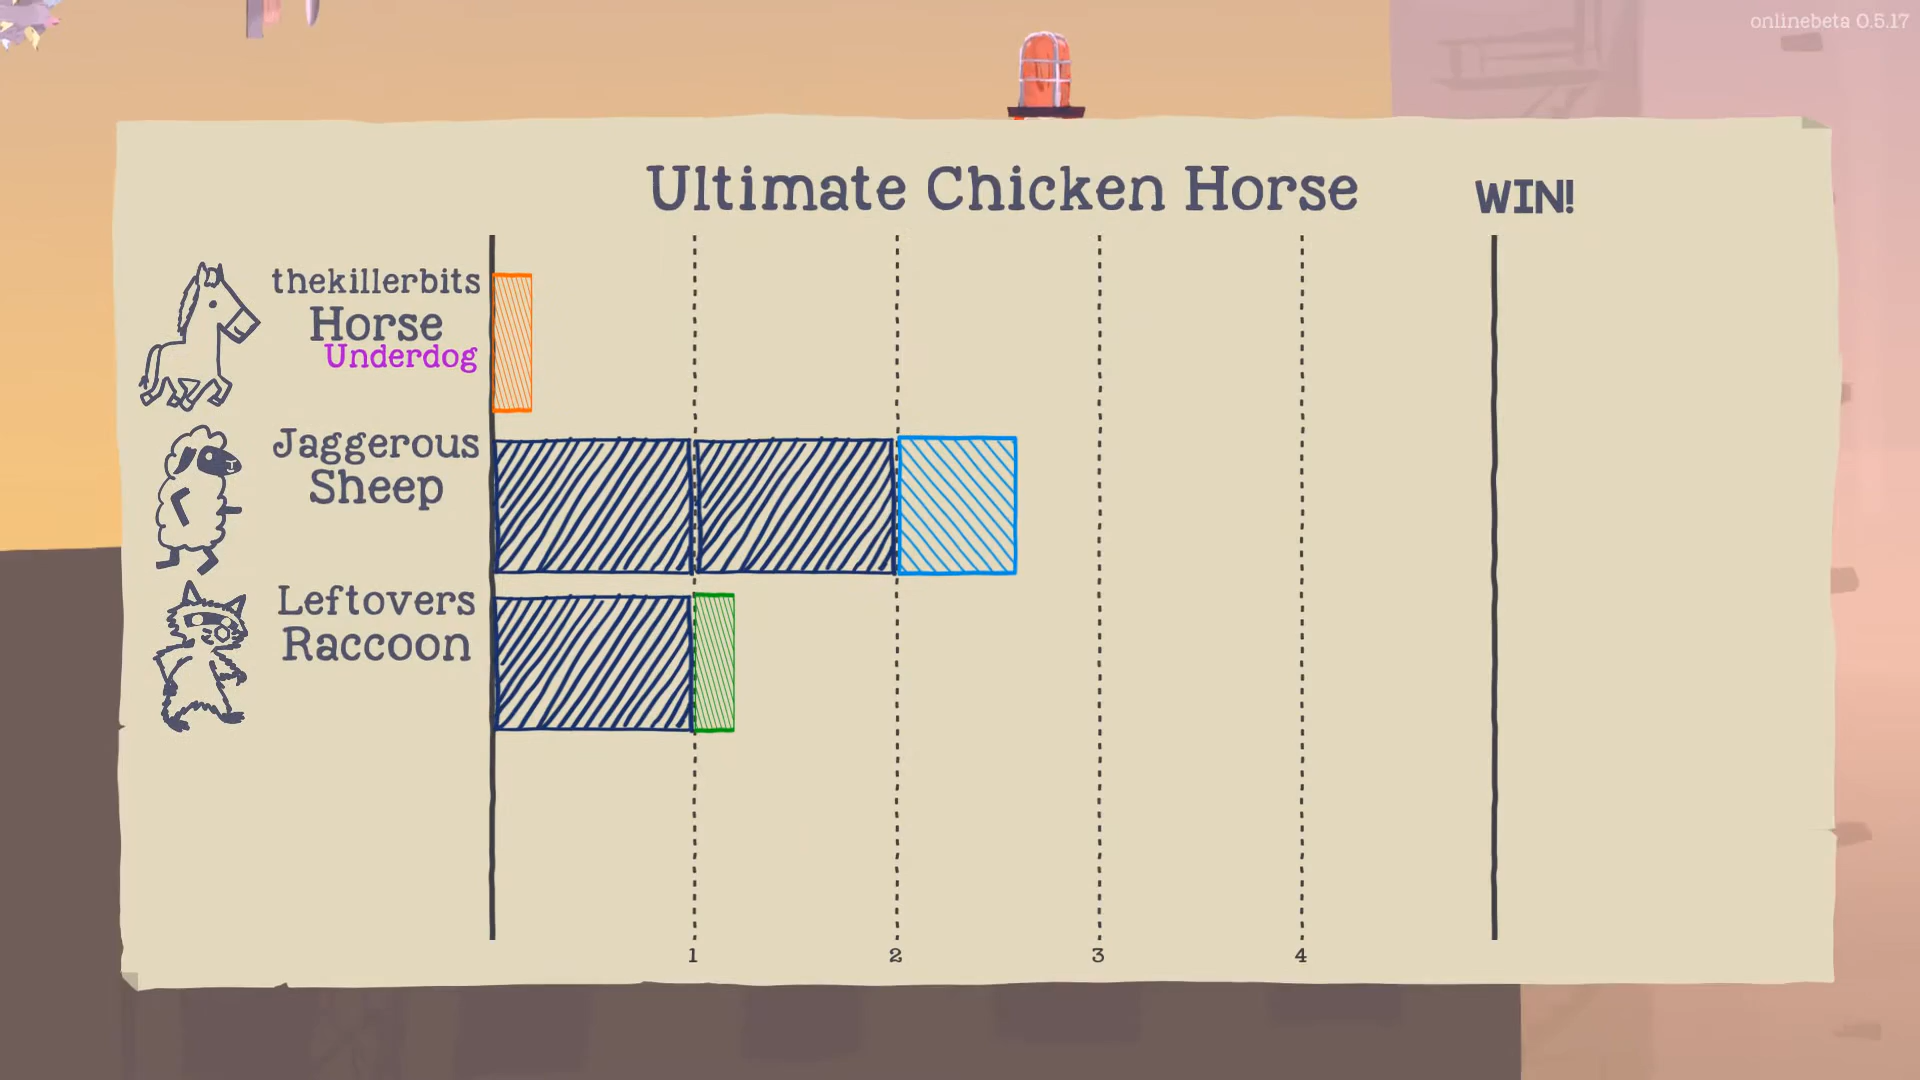 onlinebeta 0.5.17
Ultimate Chicken Horse
WIN!
thekillerbits
Horse
Underdog
Jaggerous
Sheep
Leftovers
Raccoon
1 2 3 4